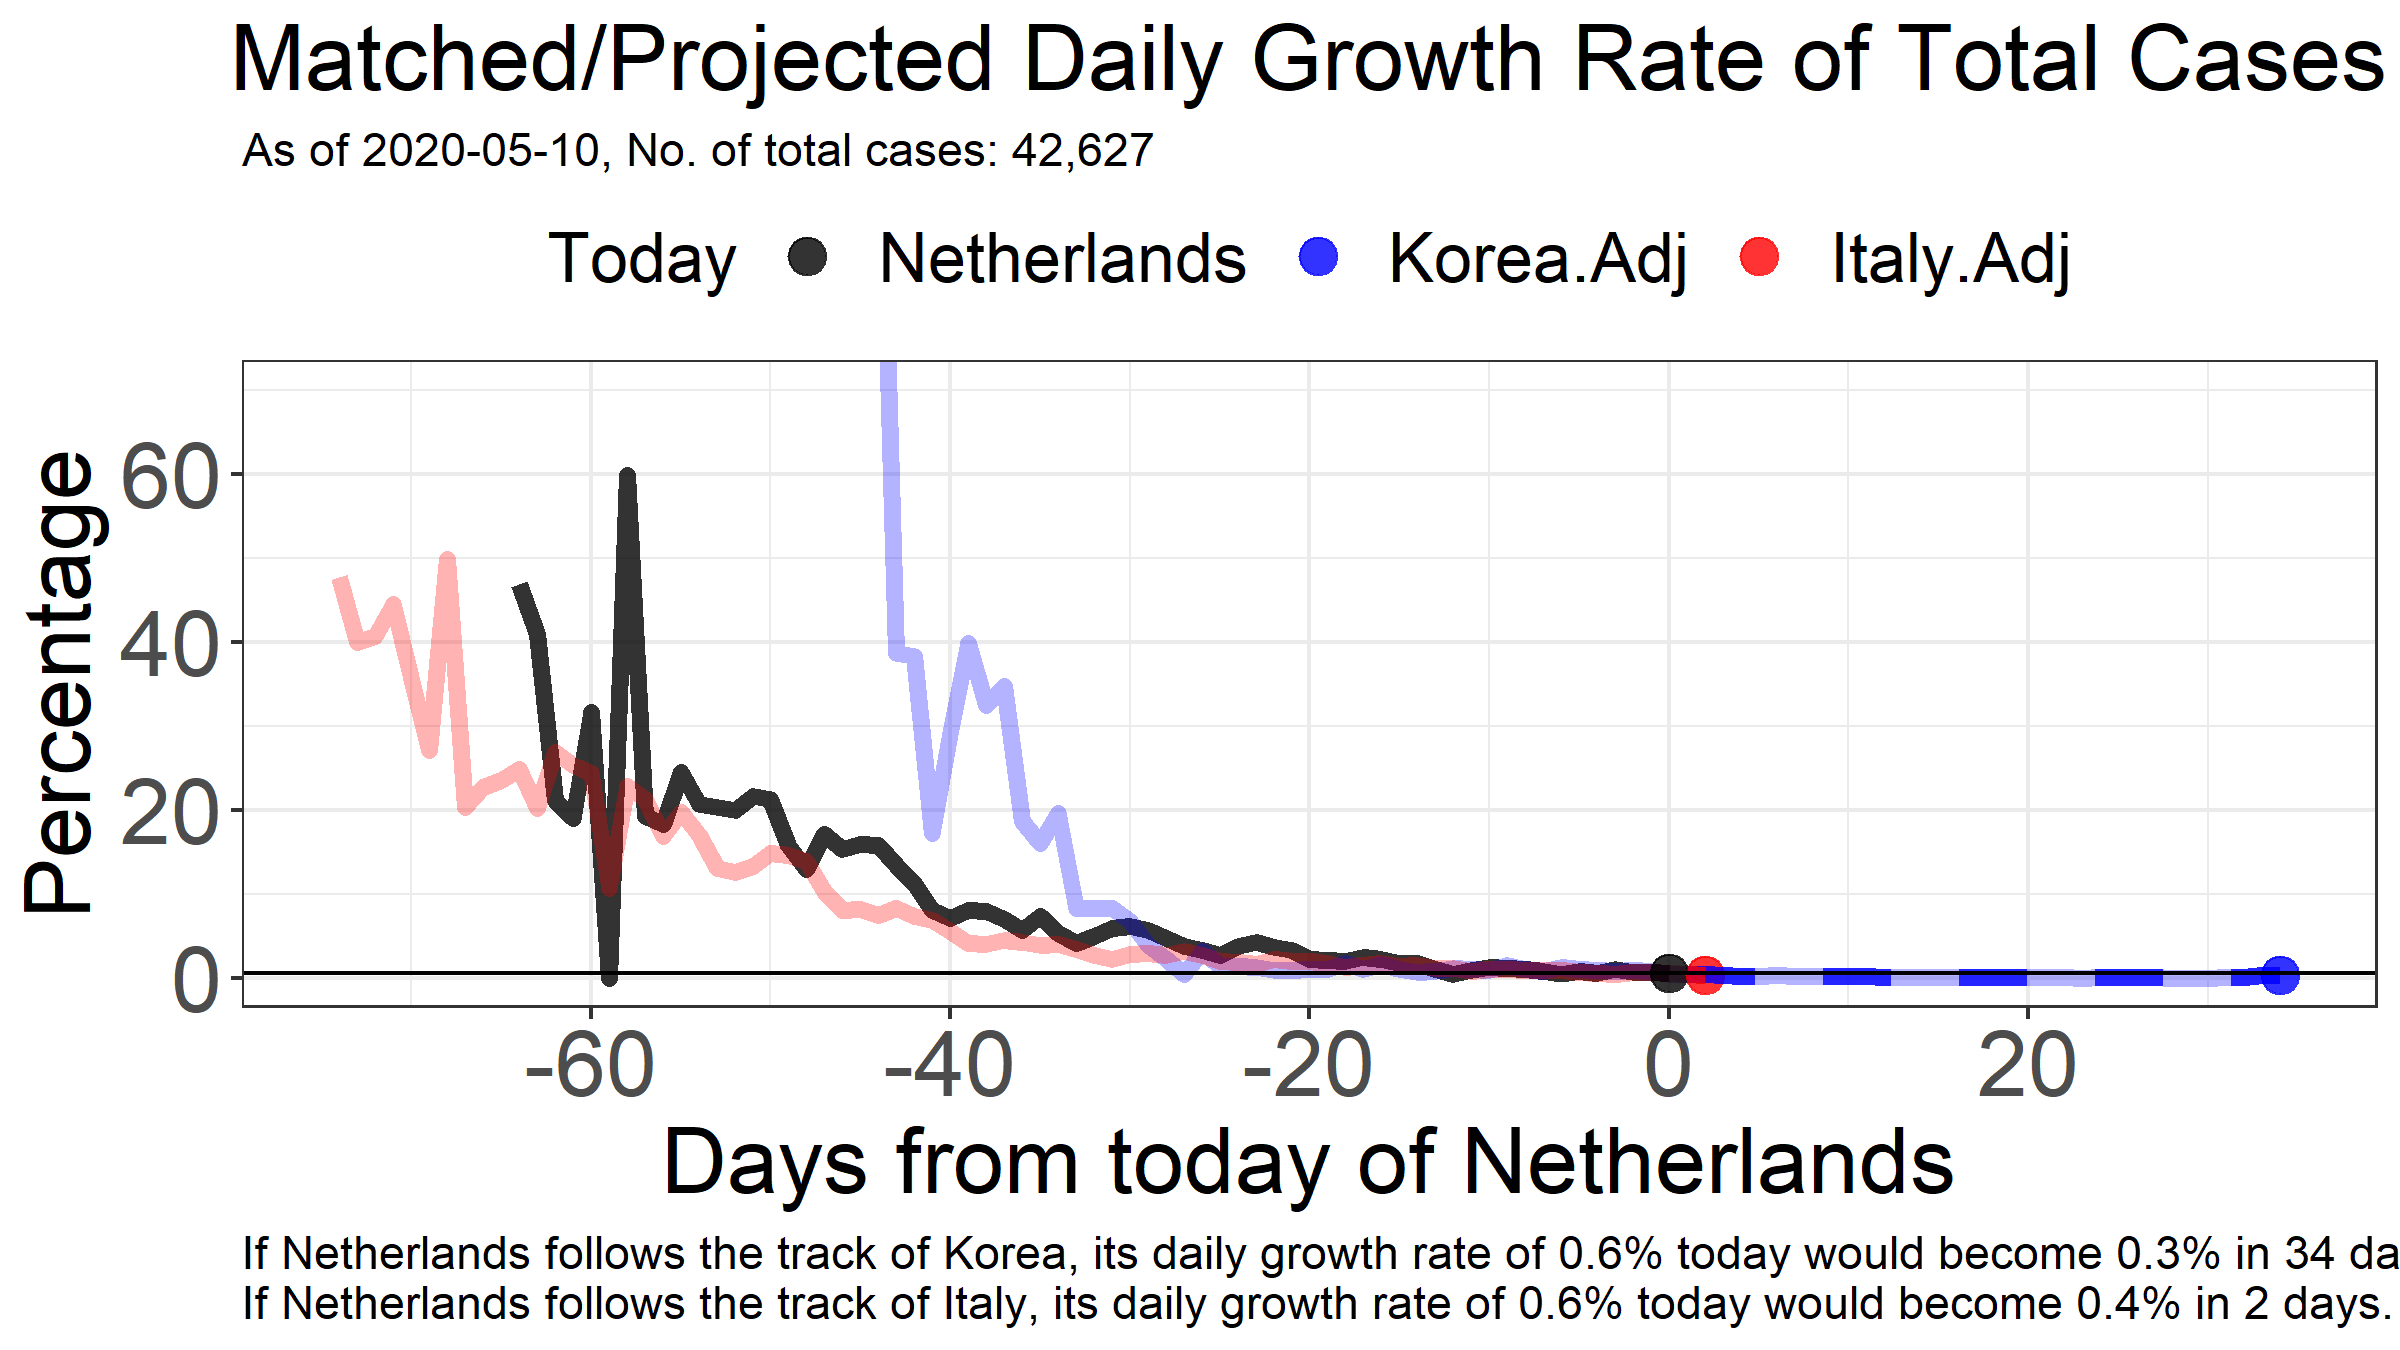 Matched/Projected Daily Growth Rate of Total Cases
As of 2020-05-10, No. of total cases: 42,627
Today Netherlands Korea.Adj Italy.Adj
Percentage
60
40
20
0
-60 -40 -20 0 20
Days from today of Netherlands
If Netherlands follows the track of Korea, its daily growth rate of 0.6% today would become 0.3% in 34 da
If Netherlands follows the track of Italy, its daily growth rate of 0.6% today would become 0.4% in 2 days.